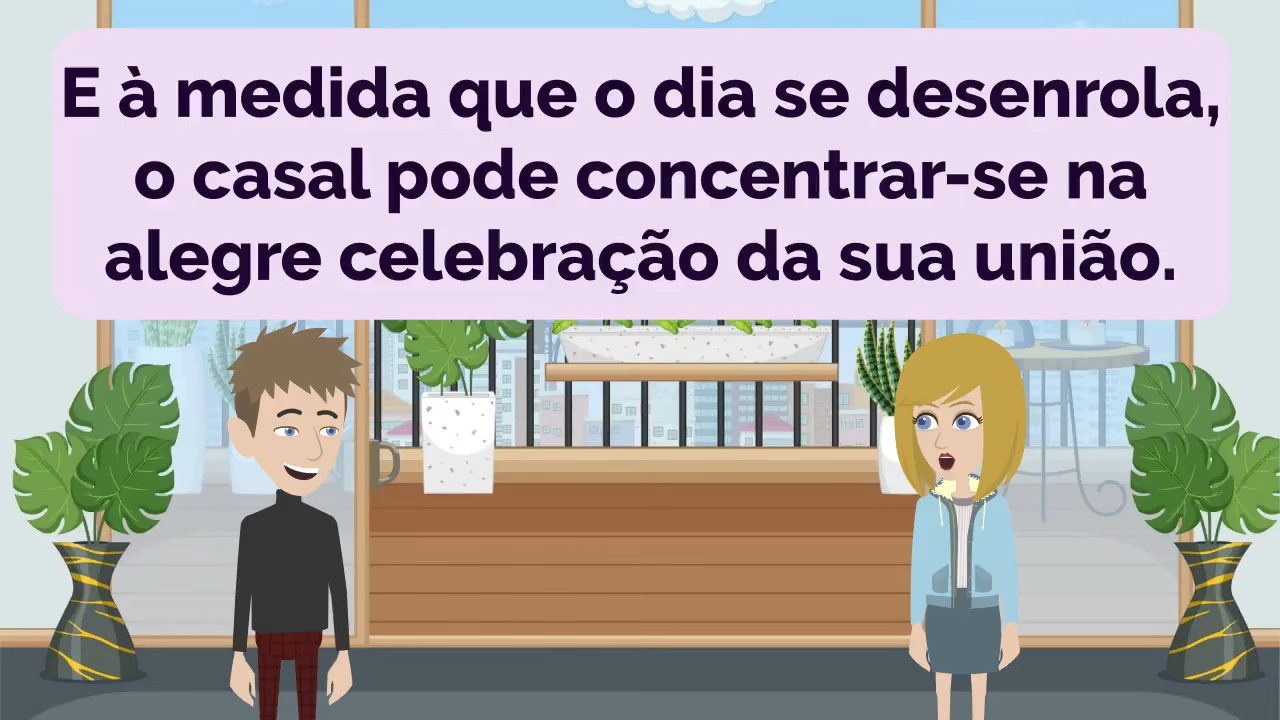 E à medida que o dia se desenrola,
o casal pode concentrar-se na
alegre celebração da sua união.